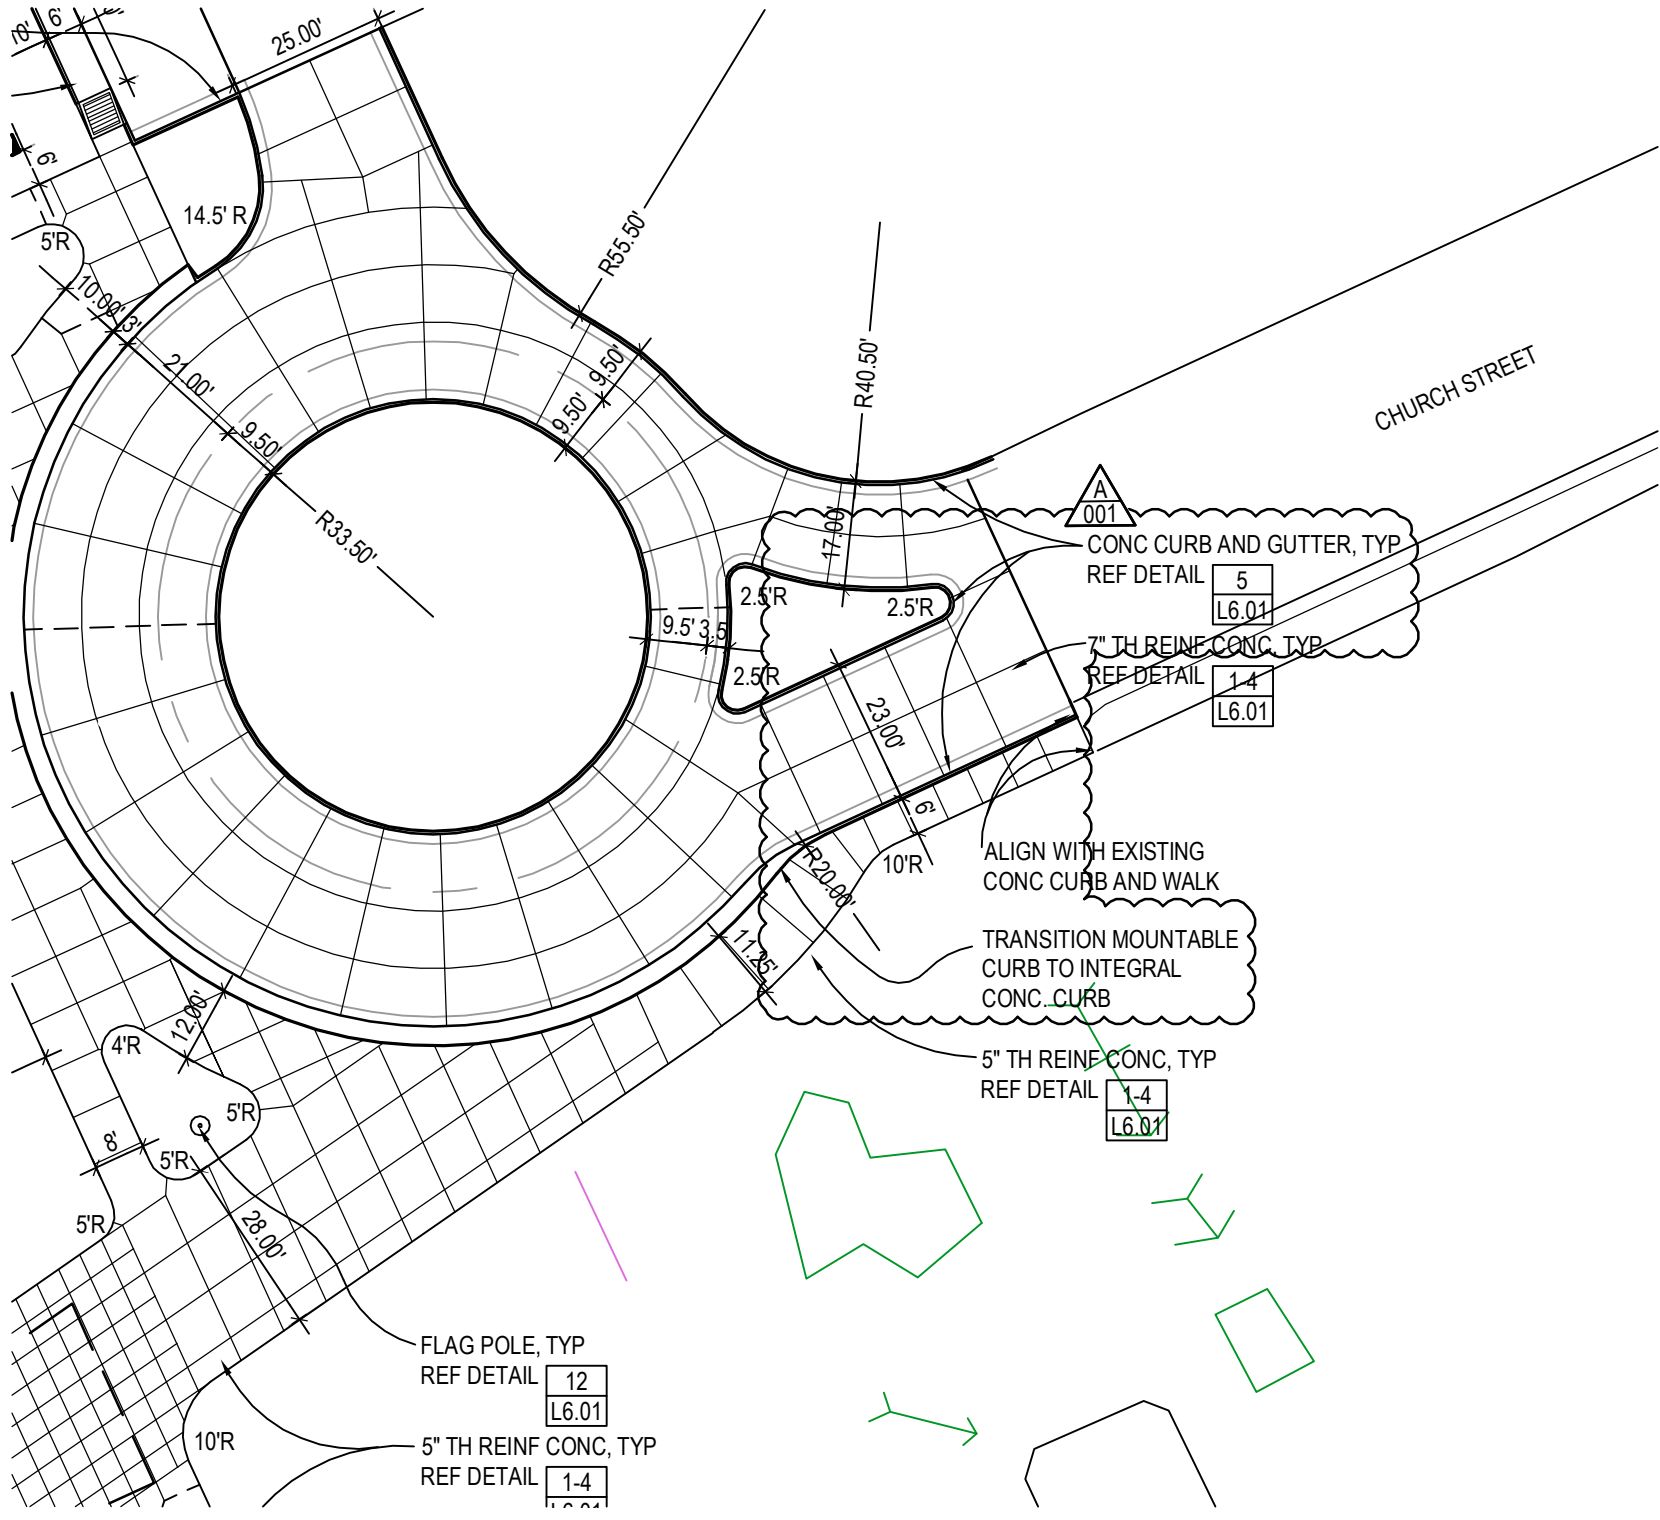 10'
6'
25.00'
6'
14.5' R
5'R
10.00'
3'
21.00'
9.50'
R33.50'
R55.50'
9.50'
9.50'
R40.50'
17.00'
CHURCH STREET
A
001
CONC CURB AND GUTTER, TYP
REF DETAIL
5
L6.01
7" TH REINF CONC, TYP
REF DETAIL
1-4
L6.01
2.5'R
2.5'R
9.5'
3.5
2.5'R
23.00'
6'
10'R
R20.00'
11.25'
ALIGN WITH EXISTING
CONC CURB AND WALK
TRANSITION MOUNTABLE
CURB TO INTEGRAL
CONC. CURB
5" TH REINF CONC, TYP
REF DETAIL
1-4
L6.01
12.00'
4'R
5'R
8'
5'R
5'R
28.00'
FLAG POLE, TYP
REF DETAIL
12
L6.01
10'R
5" TH REINF CONC, TYP
REF DETAIL
1-4